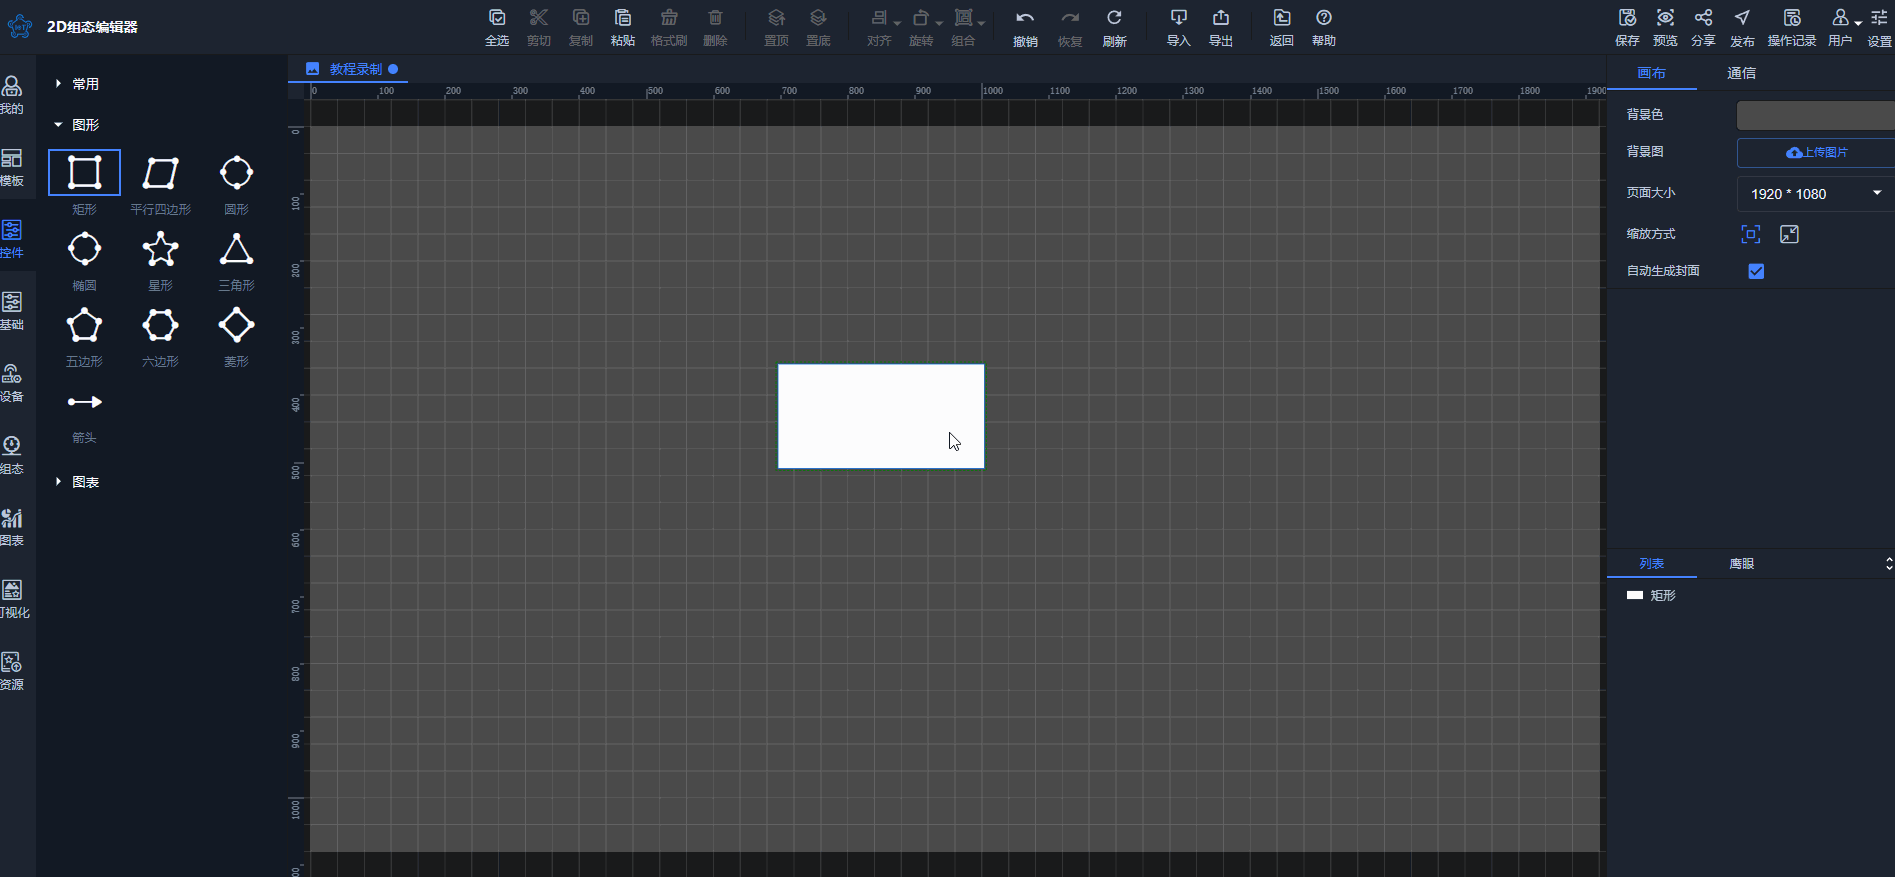 2D组态编辑器
全选 剪切 复制 粘贴 格式刷 删除 置顶 置底 对齐 旋转 组合 撤销 恢复 刷新 导入 导出 返回 帮助 保存 预览 分享 发布 操作记录 用户 设置
我的
模板
控件
基础
设备
组态
图表
可视化
资源
常用
图形
矩形 平行四边形 圆形
椭圆 星形 三角形
五边形 六边形 菱形
箭头
图表
教程录制
0 100 200 300 400 500 600 700 800 900 1000 1100 1200 1300 1400 1500 1600 1700 1800 1900
0
100
200
300
400
500
600
700
800
900
1000
画布 通信
背景色
背景图 上传图片
页面大小 1920 * 1080
缩放方式
自动生成封面
列表 鹰眼
矩形